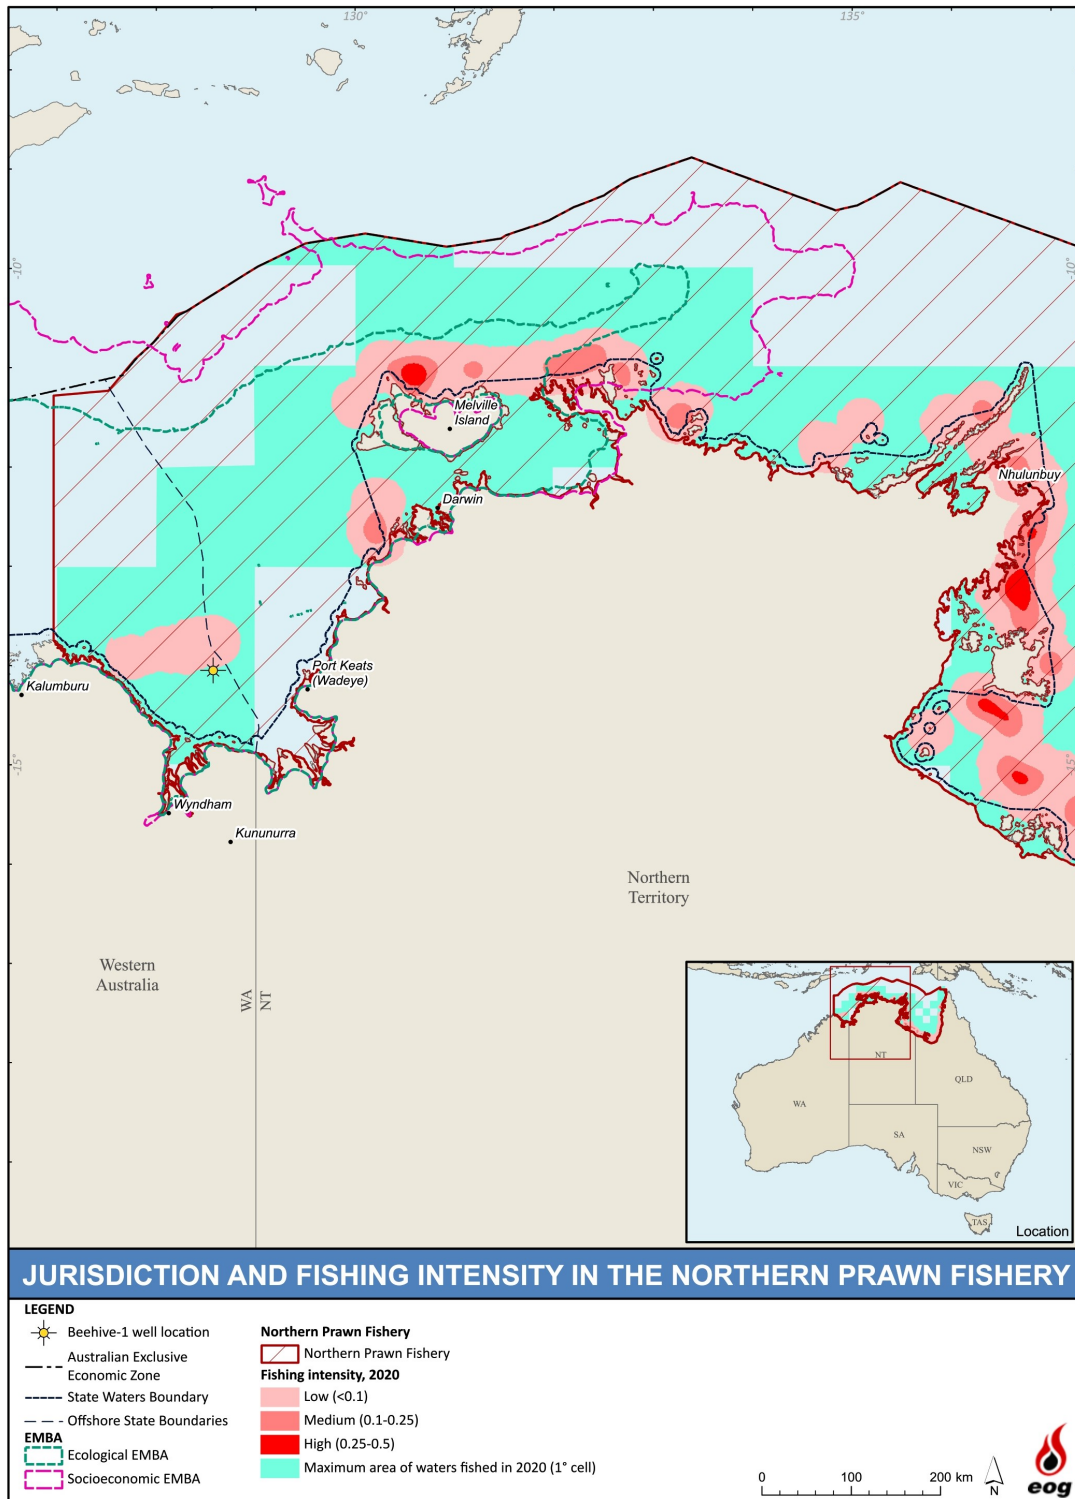 130°
135°
-10°
-10°
Melville
Island
Nhulunbuy
Darwin
Port Keats
(Wadeye)
Kalumburu
-15°
-15°
Wyndham
Kununurra
Northern
Territory
Western
Australia
WA
NT
NT
QLD
WA
SA
NSW
VIC
TAS
Location
JURISDICTION AND FISHING INTENSITY IN THE NORTHERN PRAWN FISHERY
LEGEND
Beehive-1 well location
Australian Exclusive
Economic Zone
State Waters Boundary
Offshore State Boundaries
EMBA
Ecological EMBA
Socioeconomic EMBA
Northern Prawn Fishery
Northern Prawn Fishery
Fishing intensity, 2020
Low (<0.1)
Medium (0.1-0.25)
High (0.25-0.5)
Maximum area of waters fished in 2020 (1° cell)
0 100 200 km
N
eog